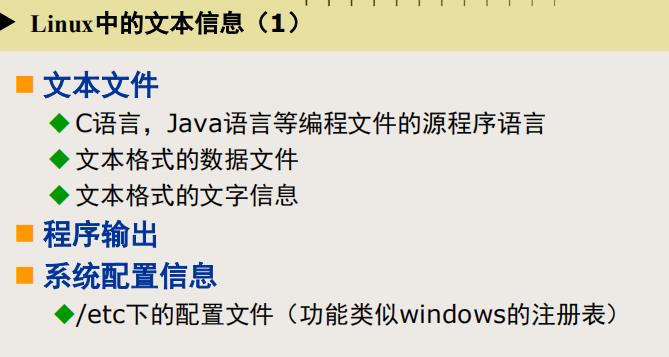 Linux中的文本信息（1）
文本文件
C语言，Java语言等编程文件的源程序语言
文本格式的数据文件
文本格式的文字信息
程序输出
系统配置信息
/etc下的配置文件（功能类似windows的注册表）